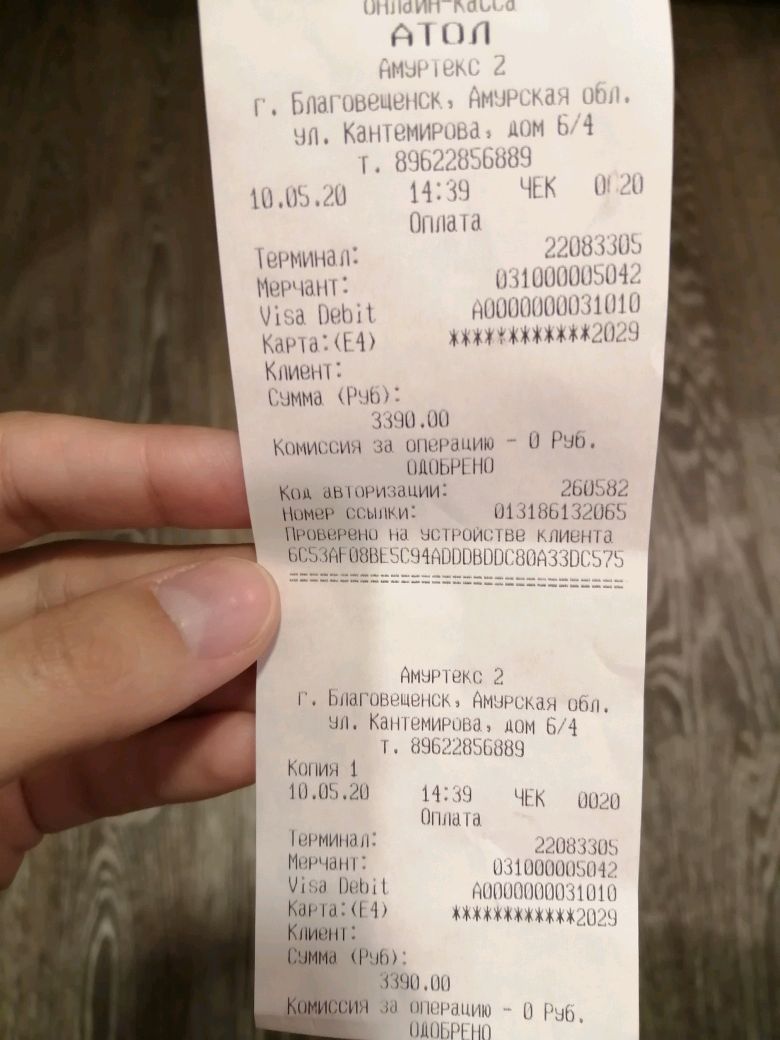 онлайн-касса
АТОЛ
Амуртекс 2
г. Благовещенск, Амурская обл.
ул. Кантемирова, дом 6/4
т. 89622856889
10.05.20 14:39 ЧЕК 0020
Оплата
Терминал: 22083305
Мерчант: 031000005042
Visa Debit A0000000031010
Карта:(E4) ************2029
Клиент:
Сумма (Руб):
3390.00
Комиссия за операцию - 0 Руб.
ОДОБРЕНО
Код авторизации: 260582
Номер ссылки: 013186132065
Проверено на устройстве клиента
6C53AF08BE5C94ADDDBDDC80A33DC575
================================
Амуртекс 2
г. Благовещенск, Амурская обл.
ул. Кантемирова, дом 6/4
т. 89622856889
Копия 1
10.05.20 14:39 ЧЕК 0020
Оплата
Терминал: 22083305
Мерчант: 031000005042
Visa Debit A0000000031010
Карта:(E4) ************2029
Клиент:
Сумма (Руб):
3390.00
Комиссия за операцию - 0 Руб.
ОДОБРЕНО